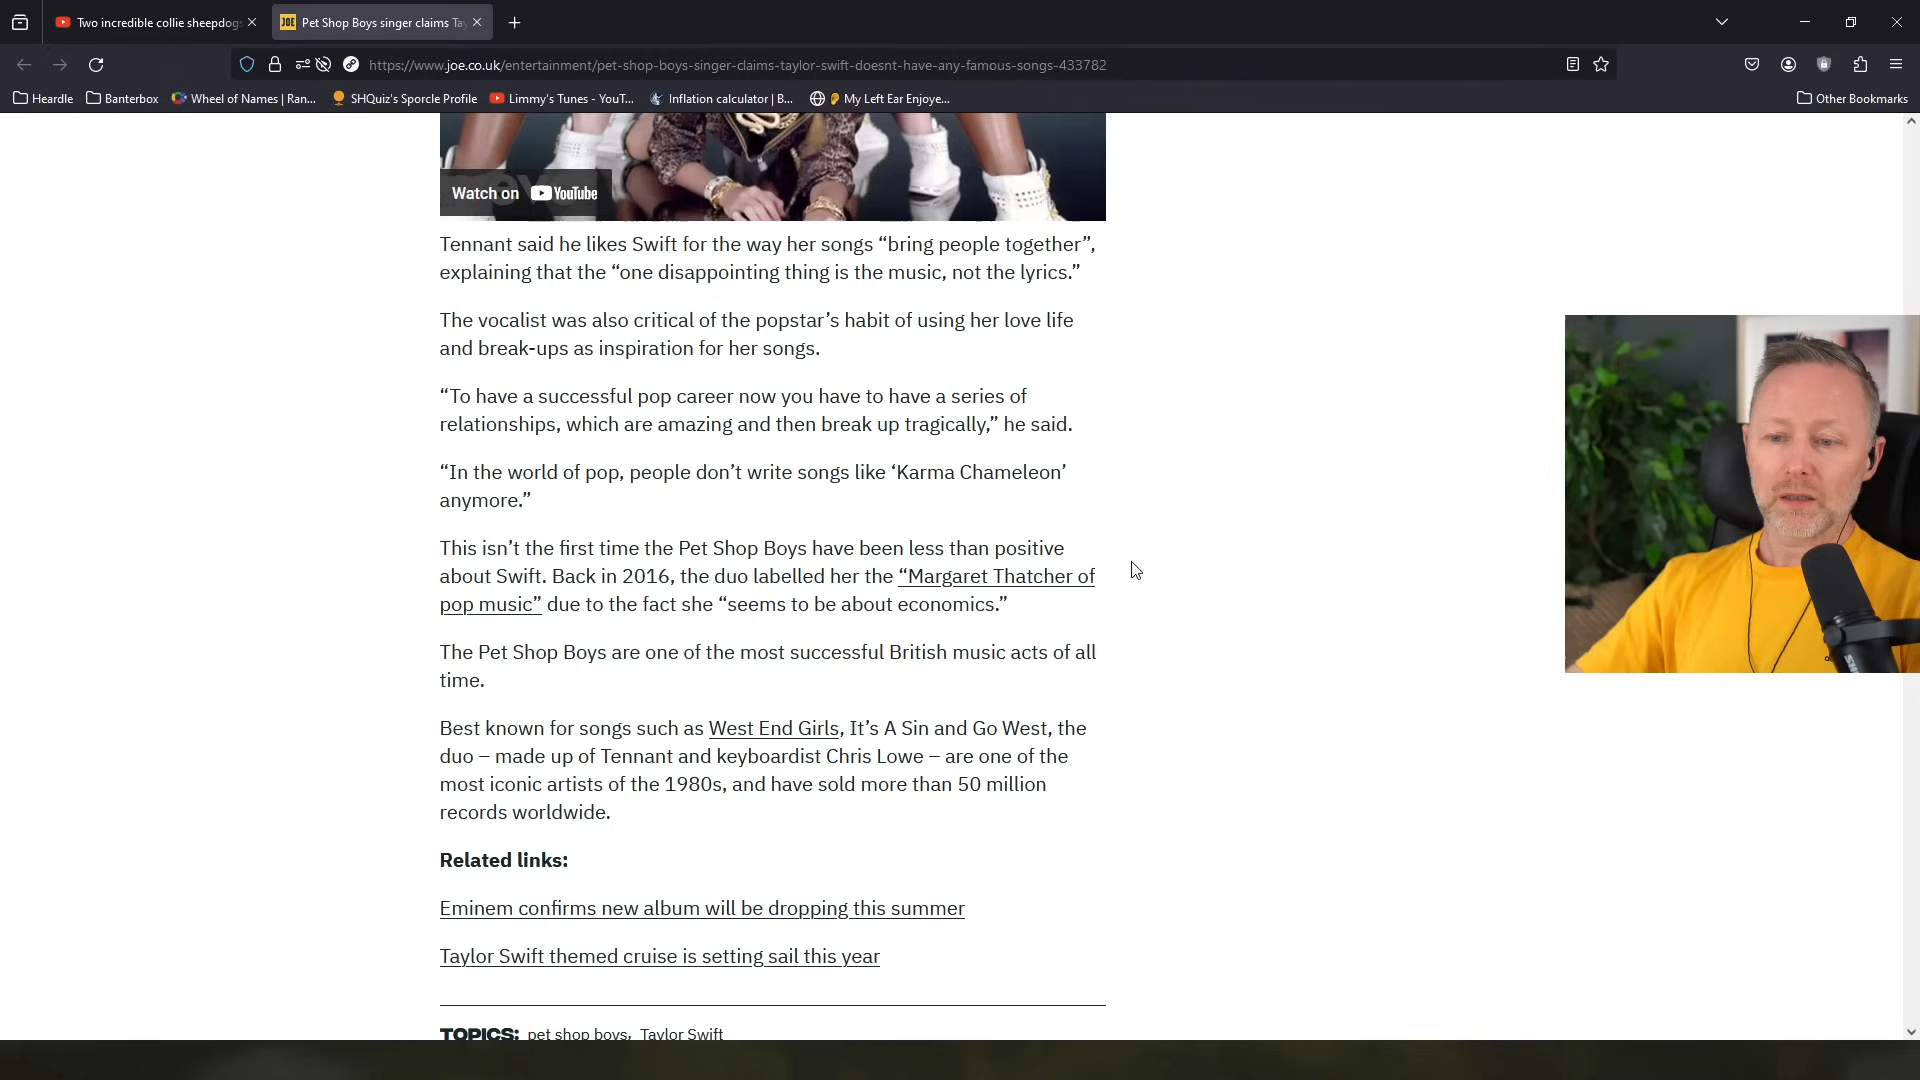 Two incredible collie sheepdogs
Pet Shop Boys singer claims Tay
https://www.joe.co.uk/entertainment/pet-shop-boys-singer-claims-taylor-swift-doesnt-have-any-famous-songs-433782
Heardle
Banterbox
Wheel of Names | Ran...
SHQuiz's Sporcle Profile
Limmy's Tunes - YouT...
Inflation calculator | B...
My Left Ear Enjoye...
Other Bookmarks
Watch on YouTube
Tennant said he likes Swift for the way her songs “bring people together”,
explaining that the “one disappointing thing is the music, not the lyrics.”
The vocalist was also critical of the popstar’s habit of using her love life
and break-ups as inspiration for her songs.
“To have a successful pop career now you have to have a series of
relationships, which are amazing and then break up tragically,” he said.
“In the world of pop, people don’t write songs like ‘Karma Chameleon’
anymore.”
This isn’t the first time the Pet Shop Boys have been less than positive
about Swift. Back in 2016, the duo labelled her the “Margaret Thatcher of
pop music” due to the fact she “seems to be about economics.”
The Pet Shop Boys are one of the most successful British music acts of all
time.
Best known for songs such as West End Girls, It’s A Sin and Go West, the
duo – made up of Tennant and keyboardist Chris Lowe – are one of the
most iconic artists of the 1980s, and have sold more than 50 million
records worldwide.
Related links:
Eminem confirms new album will be dropping this summer
Taylor Swift themed cruise is setting sail this year
TOPICS: pet shop boys, Taylor Swift